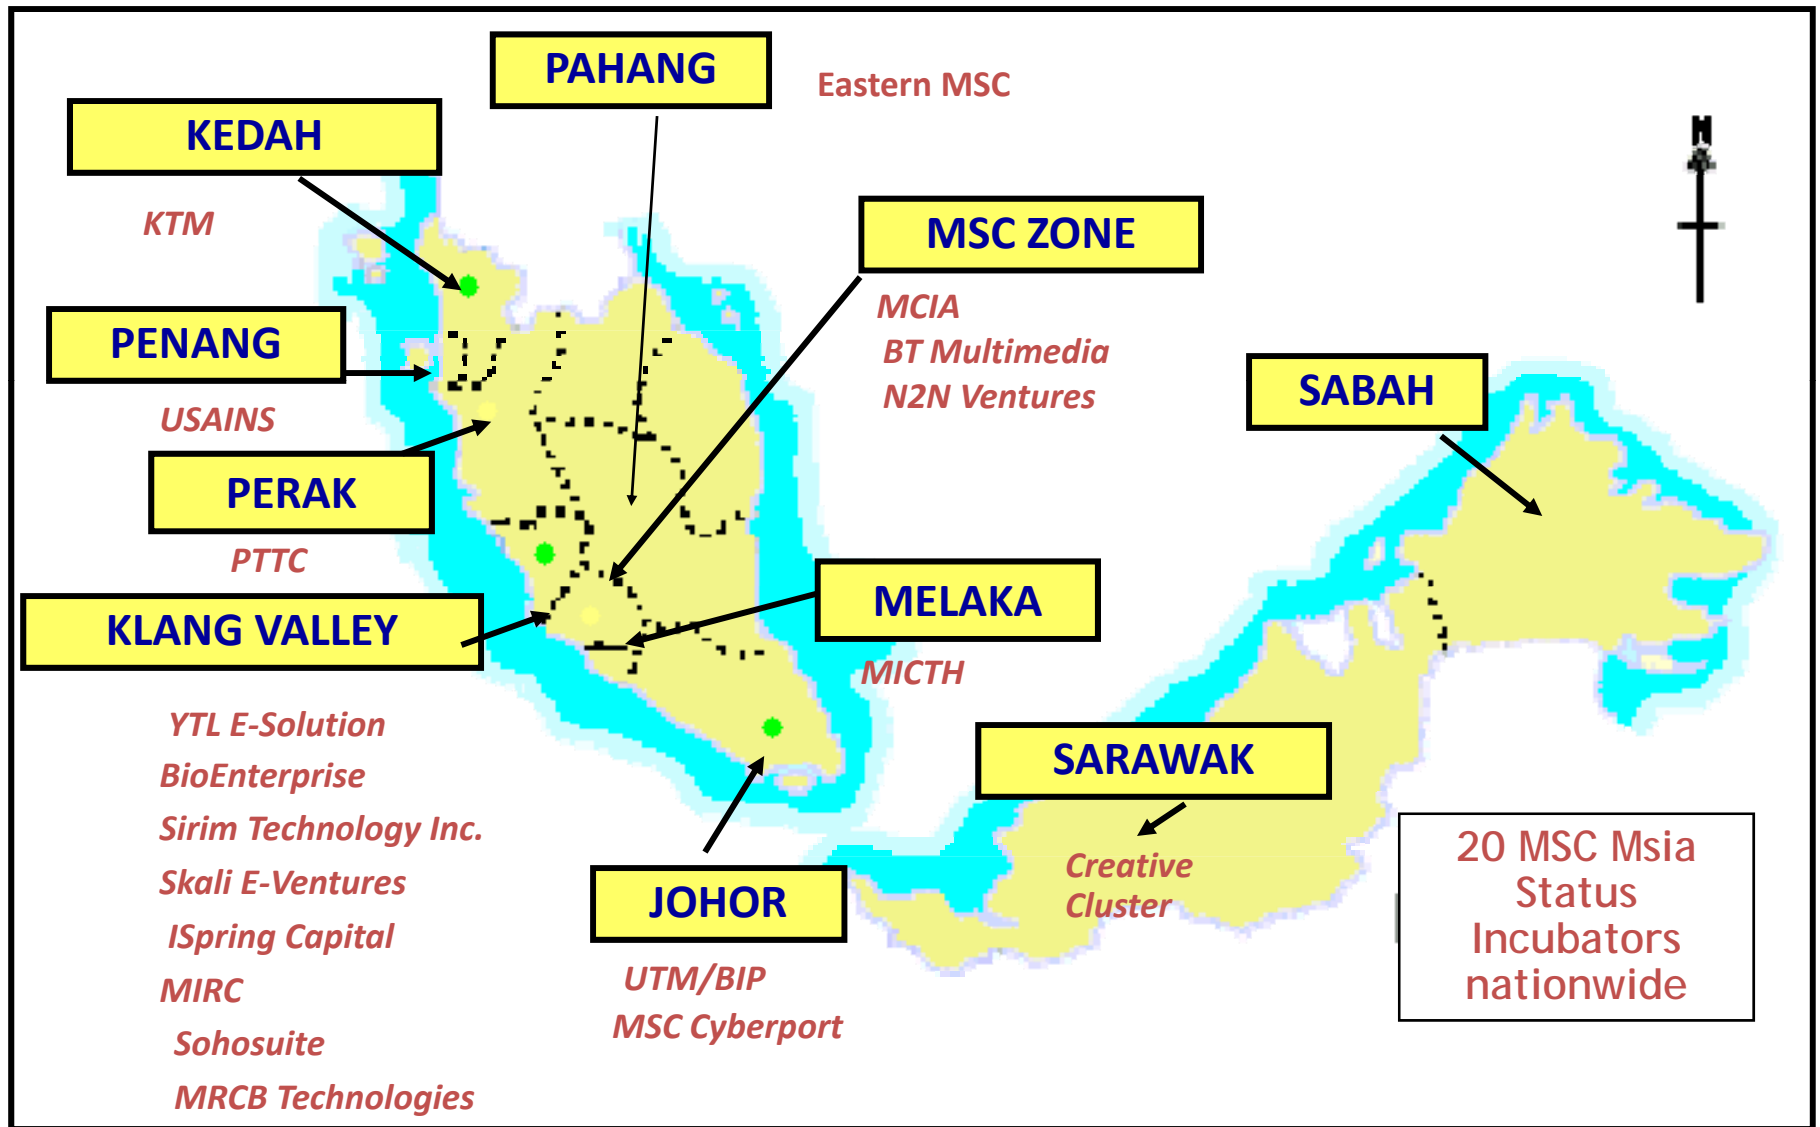 PAHANG
Eastern MSC
KEDAH
KTM
N
MSC ZONE
MCIA
BT Multimedia
N2N Ventures
PENANG
USAINS
SABAH
PERAK
PTTC
MELAKA
MICTH
KLANG VALLEY
YTL E-Solution
BioEnterprise
Sirim Technology Inc.
Skali E-Ventures
ISpring Capital
MIRC
Sohosuite
MRCB Technologies
SARAWAK
Creative
Cluster
JOHOR
UTM/BIP
MSC Cyberport
20 MSC Msia
Status
Incubators
nationwide